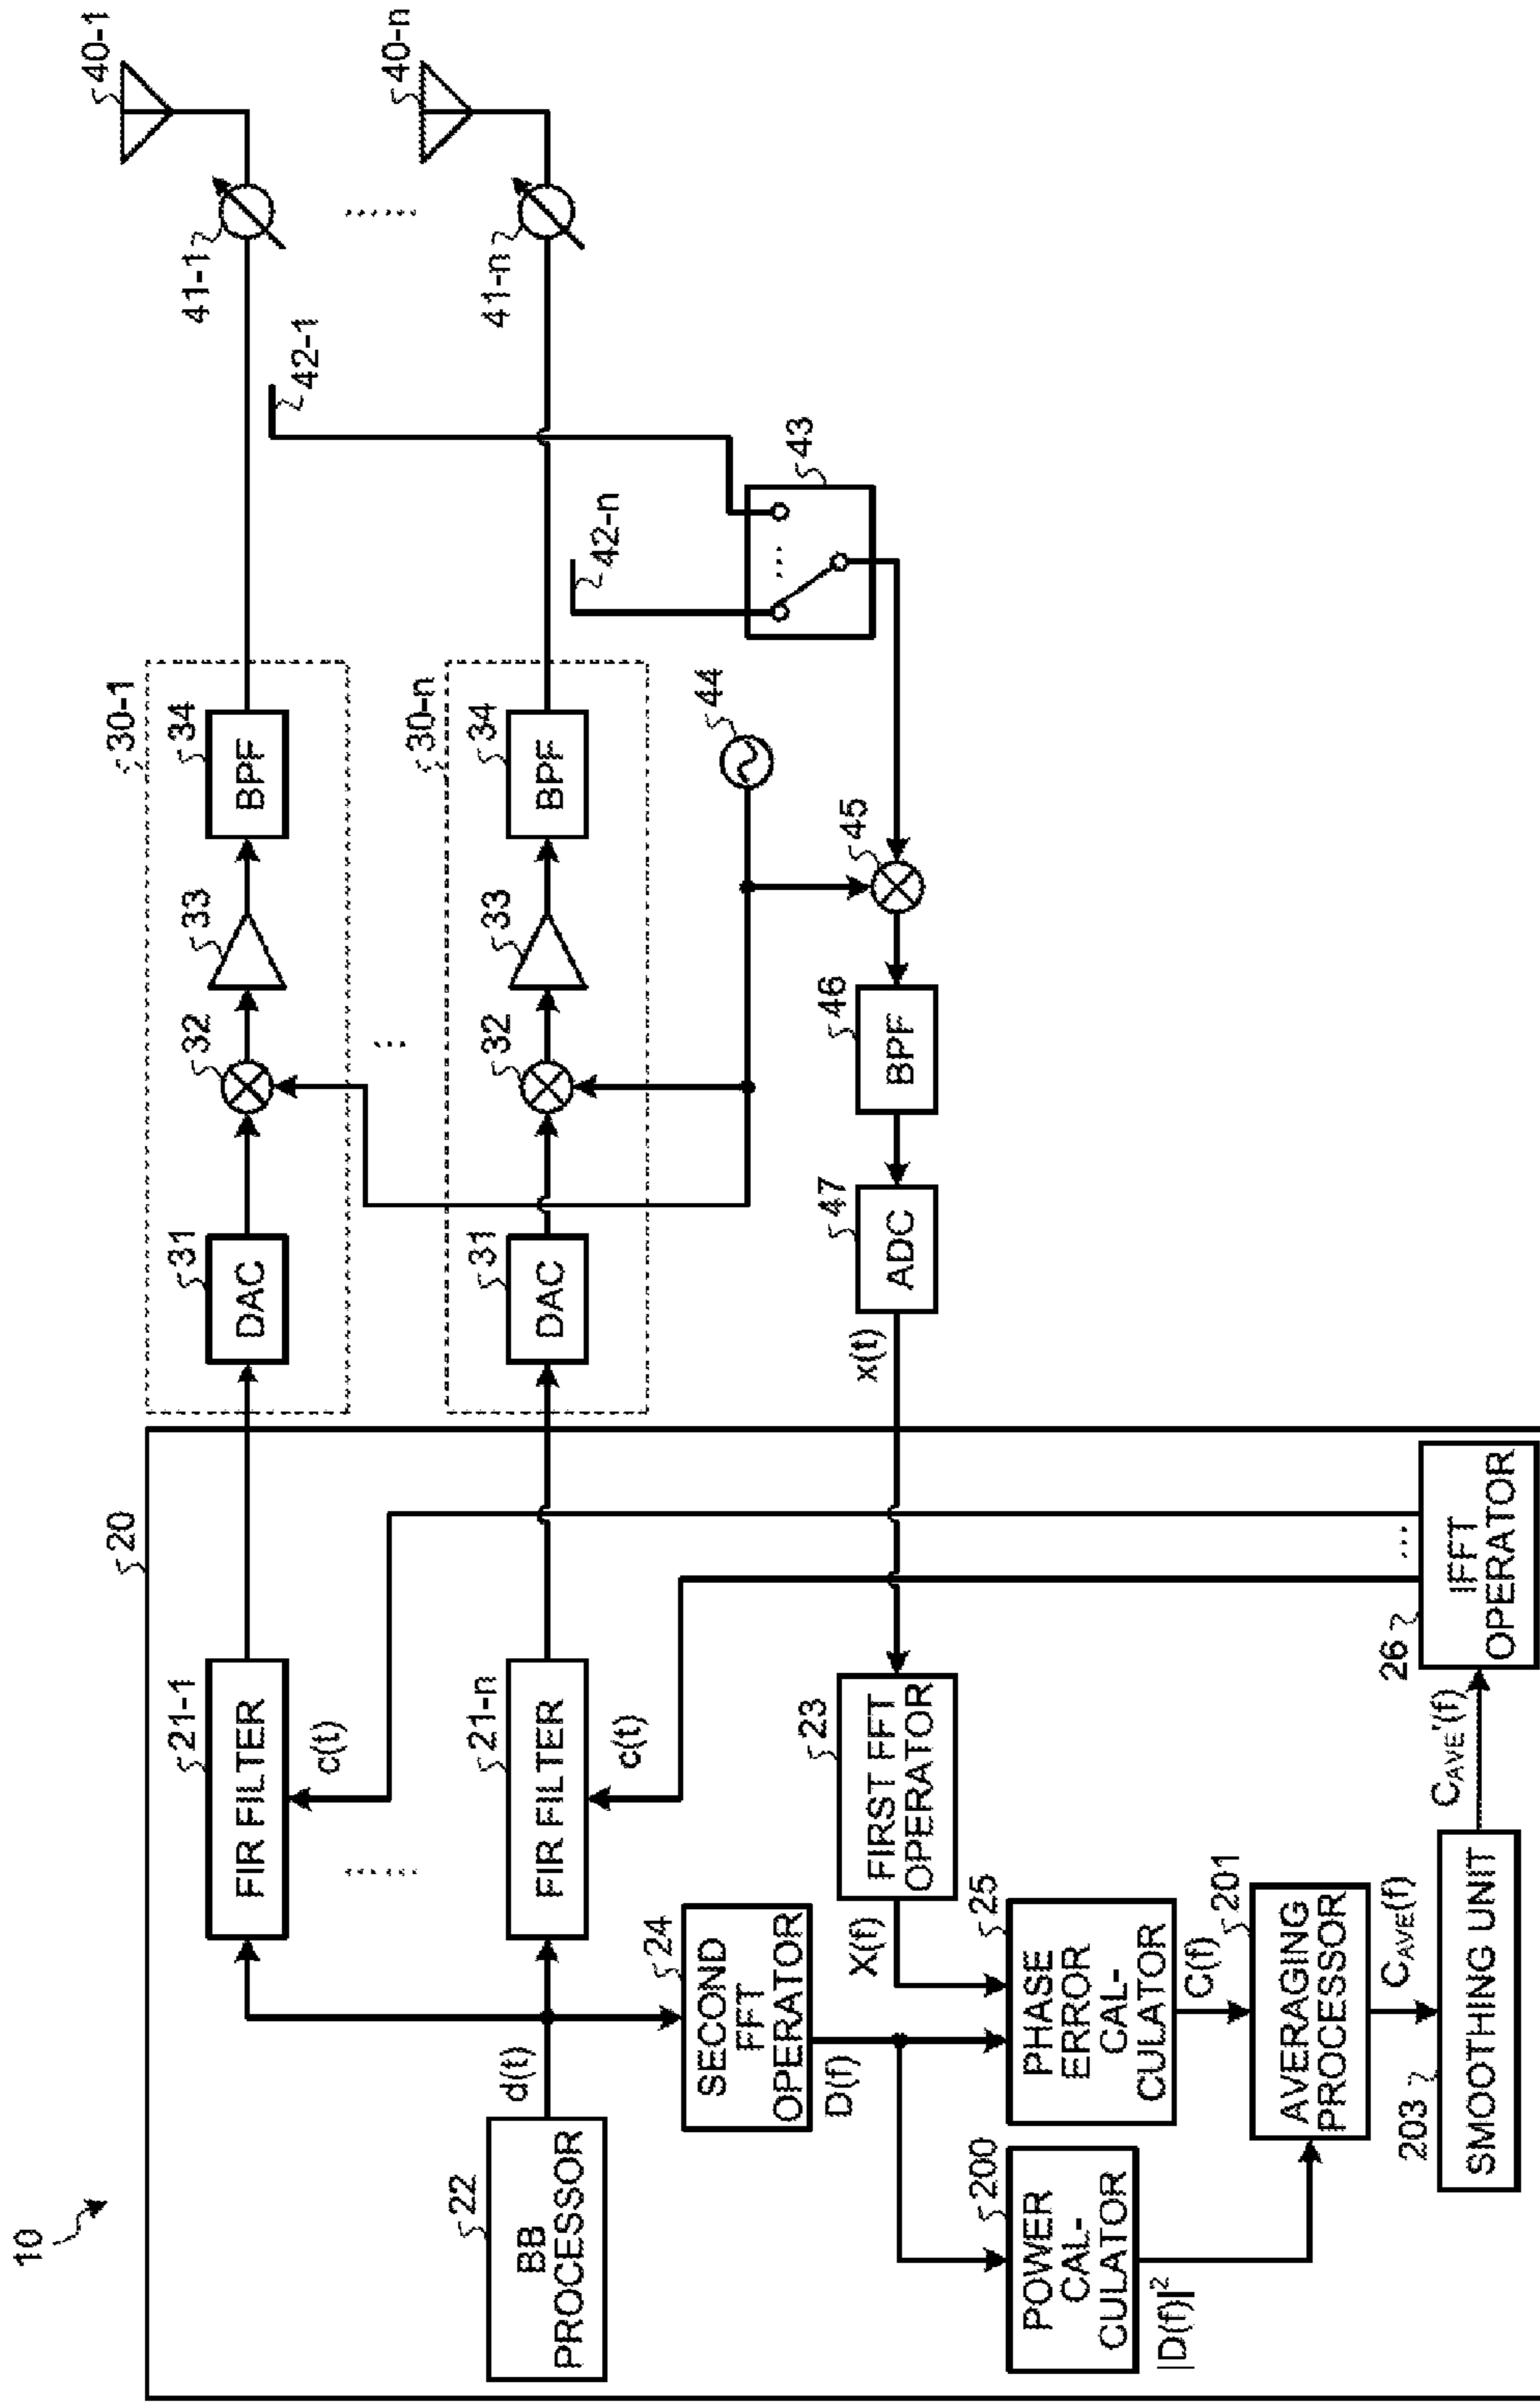 10
20
22
BB
PROCESSOR
d(t)
21-1
FIR FILTER
c(t)
21-n
FIR FILTER
c(t)
24
SECOND
FFT
OPERATOR
D(f)
23
FIRST FFT
OPERATOR
X(f)
200
POWER
CAL-
CULATOR
|D(f)|²
25
PHASE
ERROR
CAL-
CULATOR
C(f)
201
AVERAGING
PROCESSOR
CAVE(f)
203
SMOOTHING UNIT
CAVE'(f)
26
IFFT
OPERATOR
30-1
31
DAC
32
33
34
BPF
30-n
31
DAC
32
33
34
BPF
41-1
40-1
41-n
40-n
42-1
42-n
43
44
45
46
BPF
47
ADC
x(t)